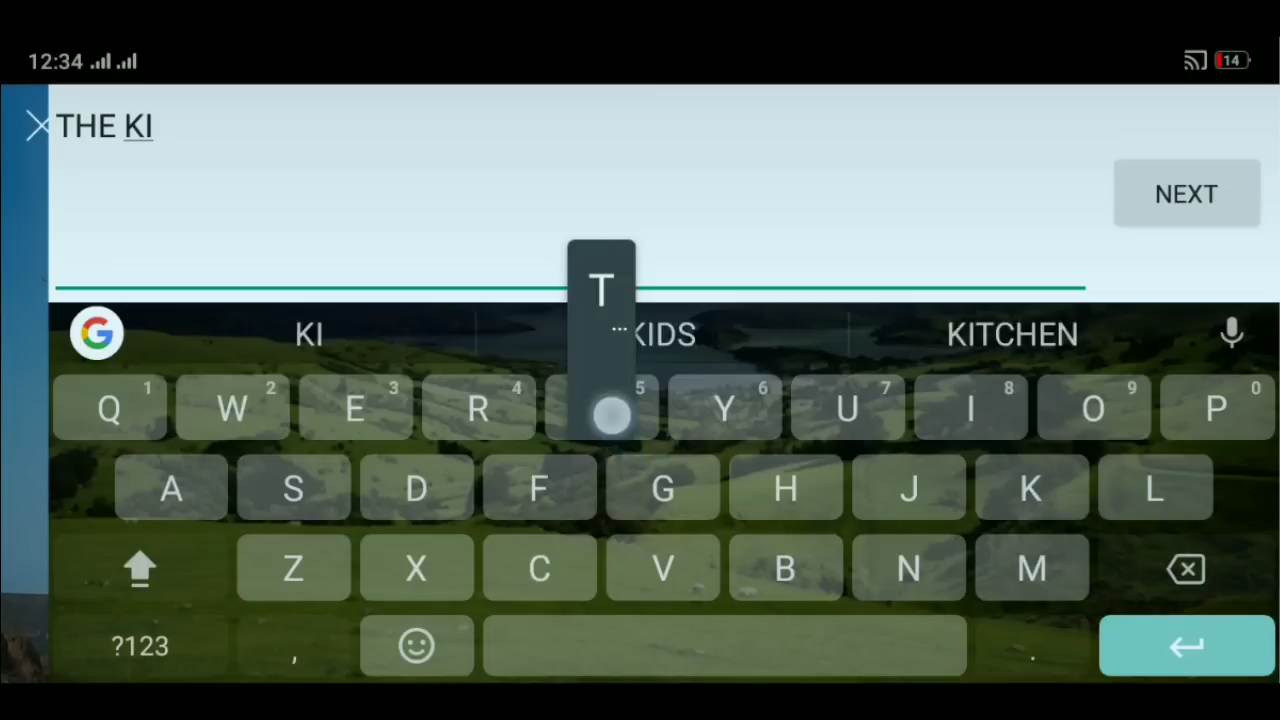 12:34 14
THE KI
NEXT
T
...
KI KIDS KITCHEN
Q 1 W 2 E 3 R 4 5 Y 6 U 7 I 8 O 9 P 0
A S D F G H J K L
Z X C V B N M
?123 , .